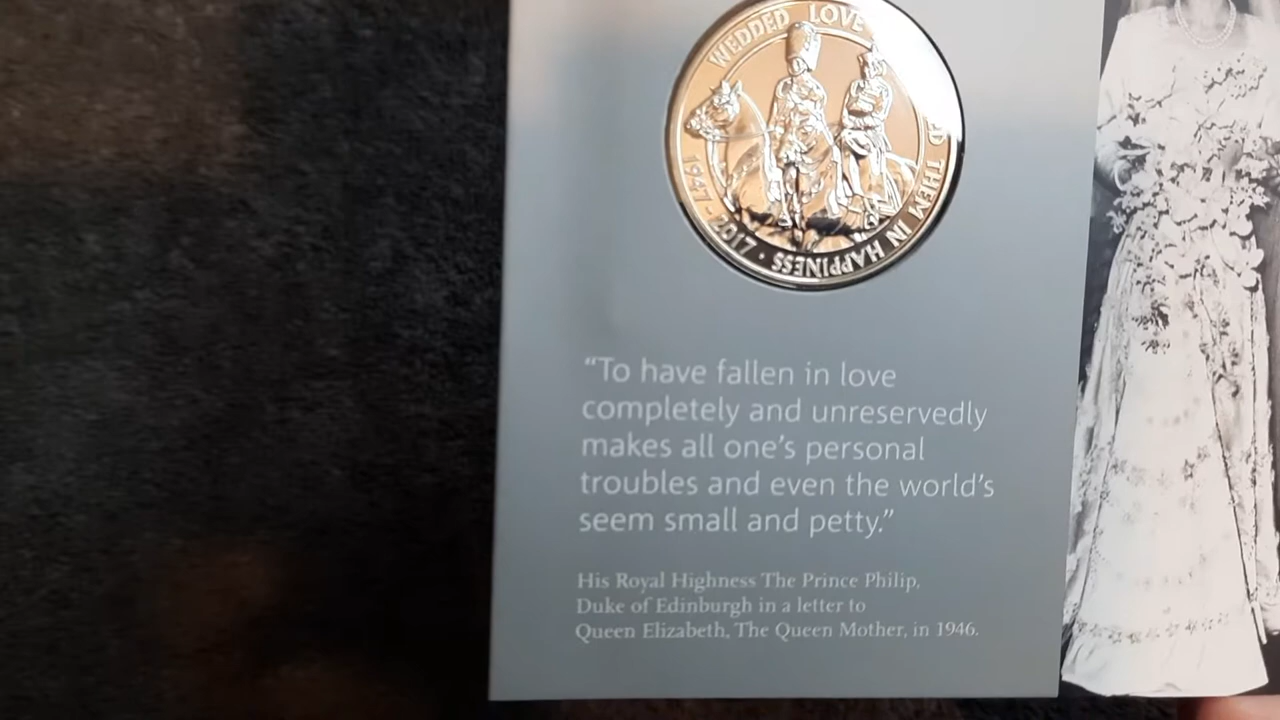 WEDDED LOVE
THEM IN HAPPINESS · 1947-2017
“To have fallen in love
completely and unreservedly
makes all one’s personal
troubles and even the world’s
seem small and petty.”
His Royal Highness The Prince Philip,
Duke of Edinburgh in a letter to
Queen Elizabeth, The Queen Mother, in 1946.